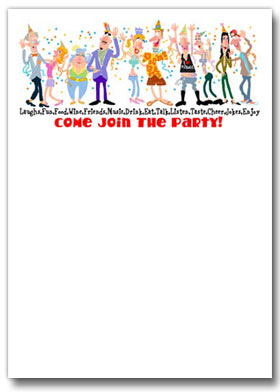 Laughs,Fun,Food,Wine,Friends,Music,Drink,Eat,Talk,Listen,Taste,Cheer,Jokes,Enjoy
COME JOIN THE PARTY!